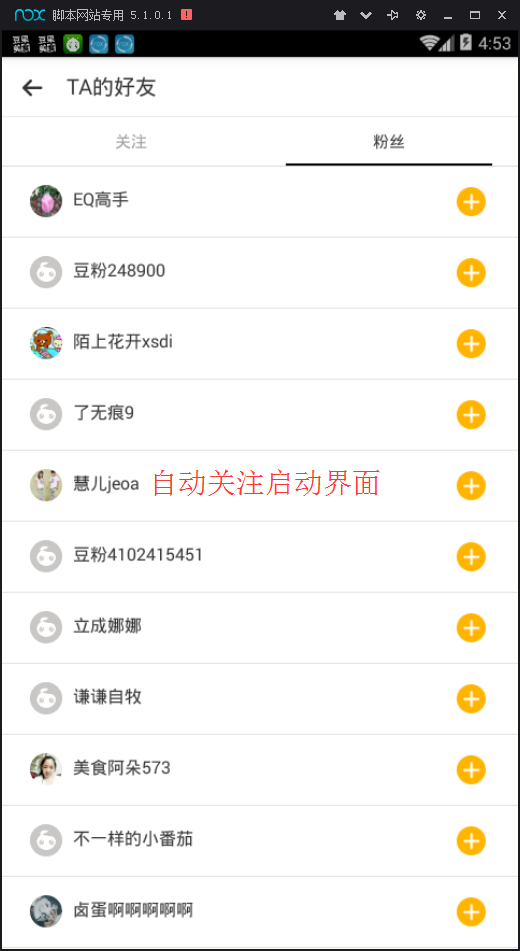 nox 脚本网站专用 5.1.0.1
4:53
TA的好友
关注 粉丝
EQ高手
豆粉248900
陌上花开xsdi
了无痕9
慧儿jeoa 自动关注启动界面
豆粉4102415451
立成娜娜
谦谦自牧
美食阿朵573
不一样的小番茄
卤蛋啊啊啊啊啊